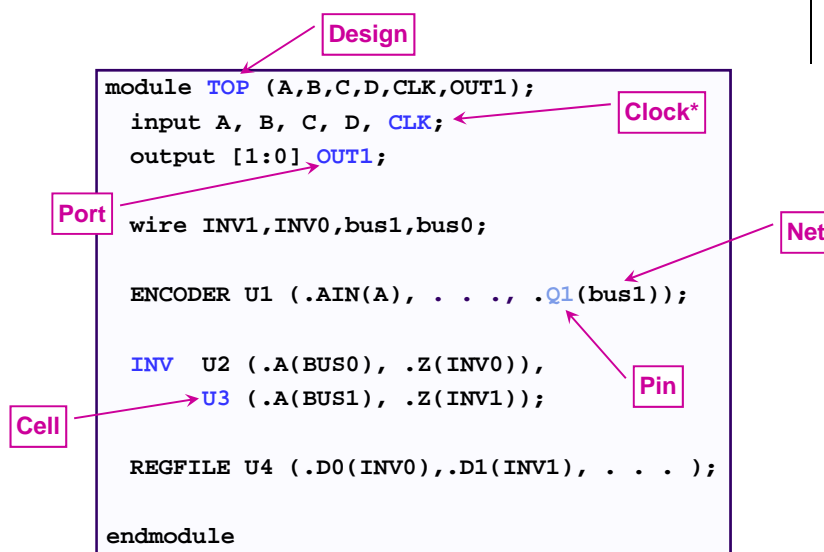 Design
module TOP (A,B,C,D,CLK,OUT1);
Clock*
input A, B, C, D, CLK;
output [1:0] OUT1;
Port
wire INV1,INV0,bus1,bus0;
Net
ENCODER U1 (.AIN(A), . . ., .Q1(bus1));
INV U2 (.A(BUS0), .Z(INV0)),
Pin
U3 (.A(BUS1), .Z(INV1));
Cell
REGFILE U4 (.D0(INV0),.D1(INV1), . . . );
endmodule